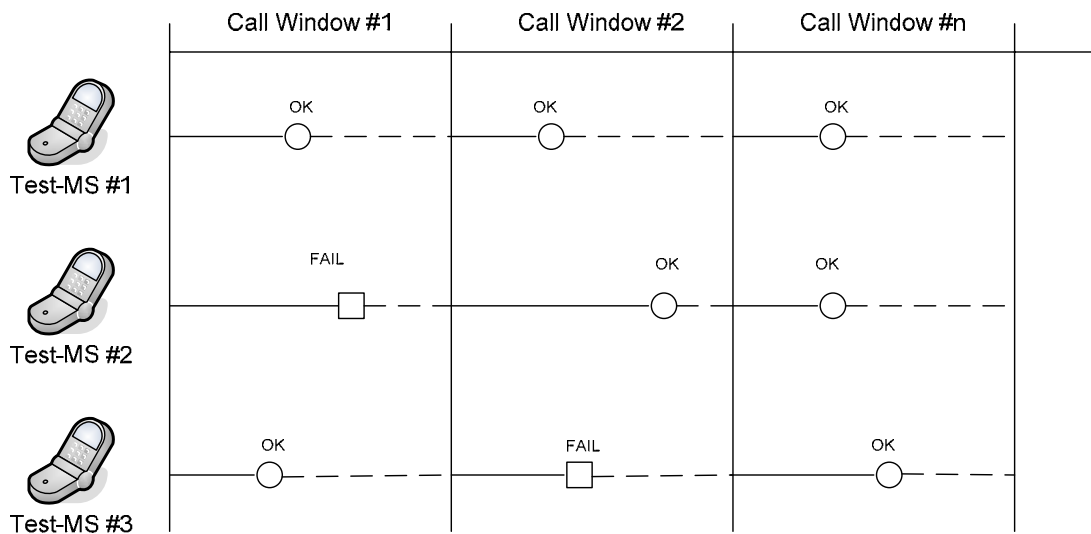 Call Window #1 Call Window #2 Call Window #n
OK OK OK
Test-MS #1
FAIL OK OK
Test-MS #2
OK FAIL OK
Test-MS #3